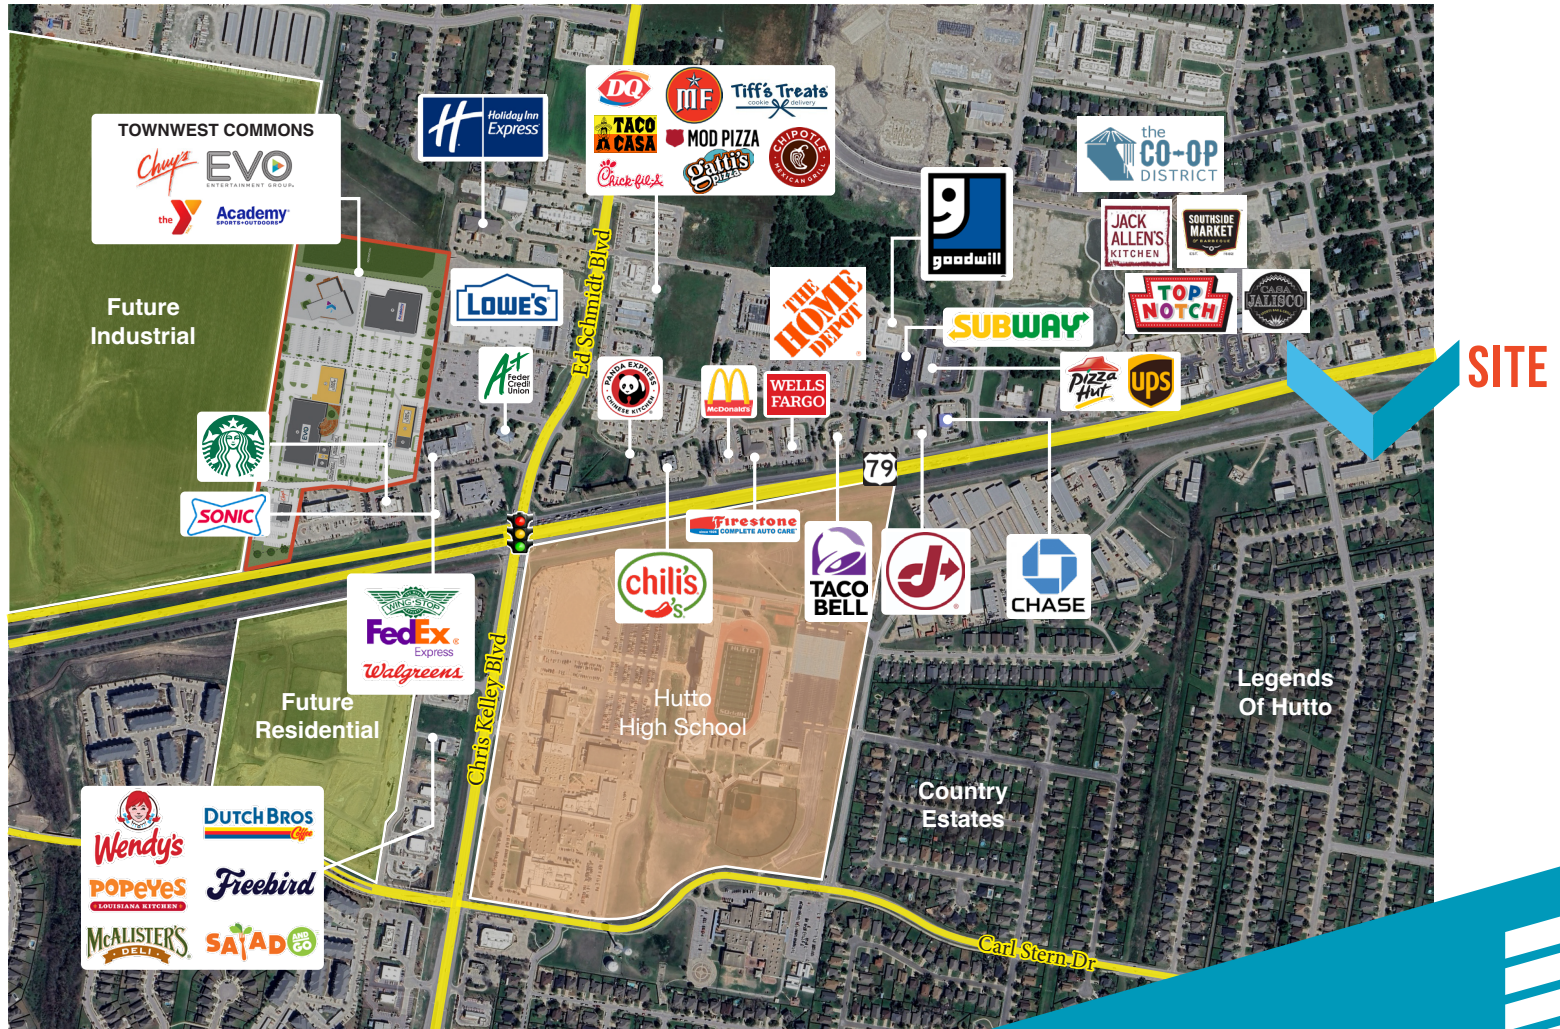 TOWNWEST COMMONS
Chuy's
EVO
ENTERTAINMENT GROUP
the Y
Academy
SPORTS+OUTDOORS
Holiday Inn
Express
DQ
MF
Tiff's Treats
cookie delivery
TACO
CASA
MOD PIZZA
Chick-fil-A
gatti's
pizza
CHIPOTLE
MEXICAN GRILL
the
CO-OP
DISTRICT
goodwill
JACK
ALLEN'S
KITCHEN
SOUTHSIDE
MARKET
TOP
NOTCH
CASA
JALISCO
Future
Industrial
LOWE'S
Ed Schmidt Blvd
THE
HOME
DEPOT
SUBWAY
A+
Feder
Credit
Union
PANDA EXPRESS
CHINESE KITCHEN
McDonald's
WELLS
FARGO
Pizza
Hut
ups
SITE
EVO
79
SONIC
Firestone
COMPLETE AUTO CARE
chili's
TACO
BELL
CHASE
WING-STOP
FedEx
Express
Walgreens
Chris Kelley Blvd
HUTTO
Hutto
High School
Future
Residential
Legends
Of Hutto
Country
Estates
Wendy's
DUTCH BROS
Coffee
POPEYES
LOUISIANA KITCHEN
Freebird
McALISTER'S
DELI
SALAD
AND
GO
Carl Stern Dr